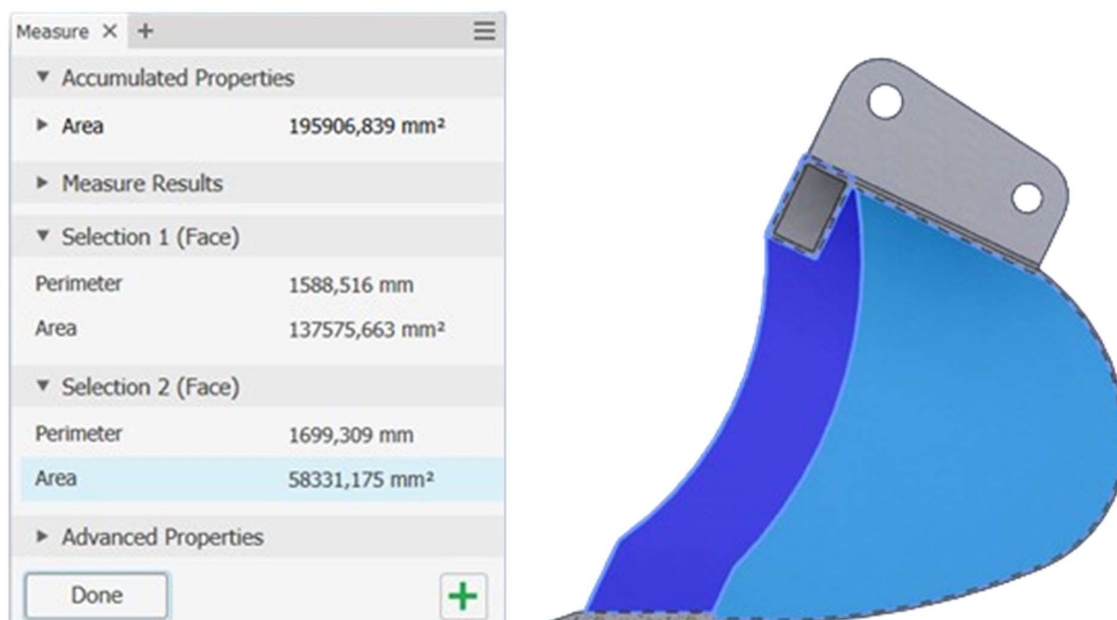 Measure
Accumulated Properties
Area 195906,839 mm²
Measure Results
Selection 1 (Face)
Perimeter 1588,516 mm
Area 137575,663 mm²
Selection 2 (Face)
Perimeter 1699,309 mm
Area 58331,175 mm²
Advanced Properties
Done